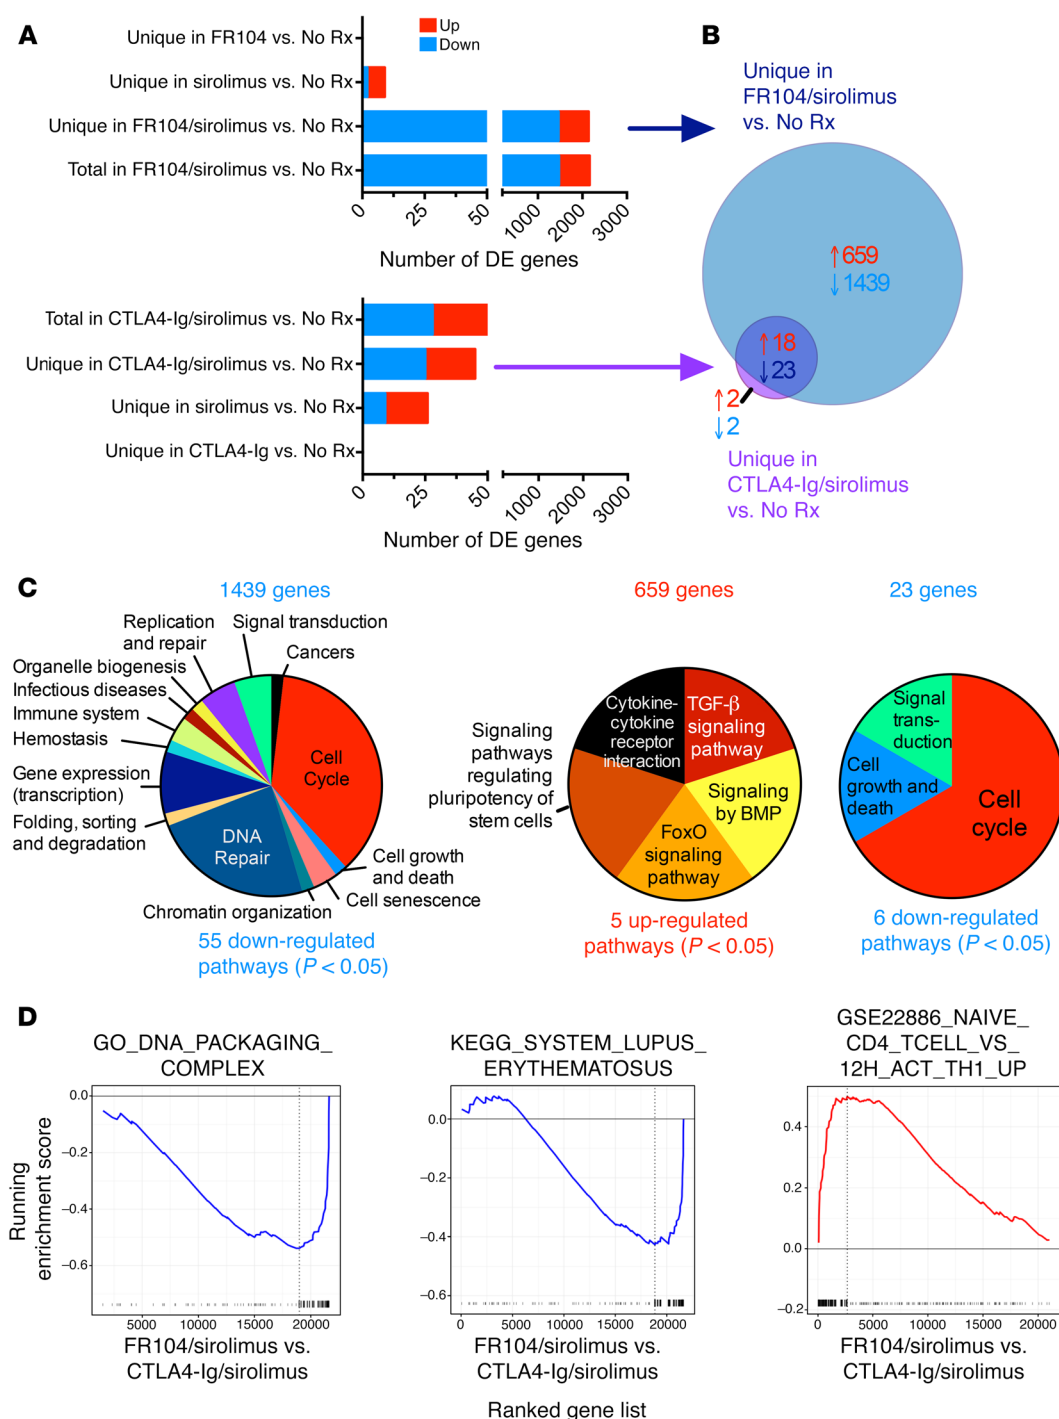 A
Up
Down
Unique in FR104 vs. No Rx
Unique in sirolimus vs. No Rx
Unique in FR104/sirolimus vs. No Rx
Total in FR104/sirolimus vs. No Rx
0
25
50
1000
2000
3000
Number of DE genes
Total in CTLA4-Ig/sirolimus vs. No Rx
Unique in CTLA4-Ig/sirolimus vs. No Rx
Unique in sirolimus vs. No Rx
Unique in CTLA4-Ig vs. No Rx
0
25
50
1000
2000
3000
Number of DE genes
B
Unique in
FR104/sirolimus
vs. No Rx
↑659
↓1439
↑18
↓23
↑2
↓2
Unique in
CTLA4-Ig/sirolimus
vs. No Rx
C
1439 genes
Replication
and repair
Signal transduction
Cancers
Organelle biogenesis
Infectious diseases
Immune system
Hemostasis
Gene expression
(transcription)
Folding, sorting
and degradation
Cell
Cycle
DNA
Repair
Cell growth
and death
Cell senescence
Chromatin organization
55 down-regulated
pathways (P < 0.05)
659 genes
Cytokine-
cytokine
receptor
interaction
TGF-β
signaling
pathway
Signaling
by BMP
FoxO
signaling
pathway
Signaling
pathways
regulating
pluripotency of
stem cells
5 up-regulated
pathways (P < 0.05)
23 genes
Signal
trans-
duction
Cell
growth and
death
Cell
cycle
6 down-regulated
pathways (P < 0.05)
D
GO_DNA_PACKAGING_
COMPLEX
Running
enrichment score
0.0
−0.2
−0.4
−0.6
5000
10000
15000
20000
FR104/sirolimus vs.
CTLA4-Ig/sirolimus
KEGG_SYSTEM_LUPUS_
ERYTHEMATOSUS
0.0
−0.2
−0.4
−0.6
0
5000
10000
15000
20000
FR104/sirolimus vs.
CTLA4-Ig/sirolimus
Ranked gene list
GSE22886_NAIVE_
CD4_TCELL_VS_
12H_ACT_TH1_UP
0.4
0.2
0.0
−0.2
0
5000
10000
15000
20000
FR104/sirolimus vs.
CTLA4-Ig/sirolimus